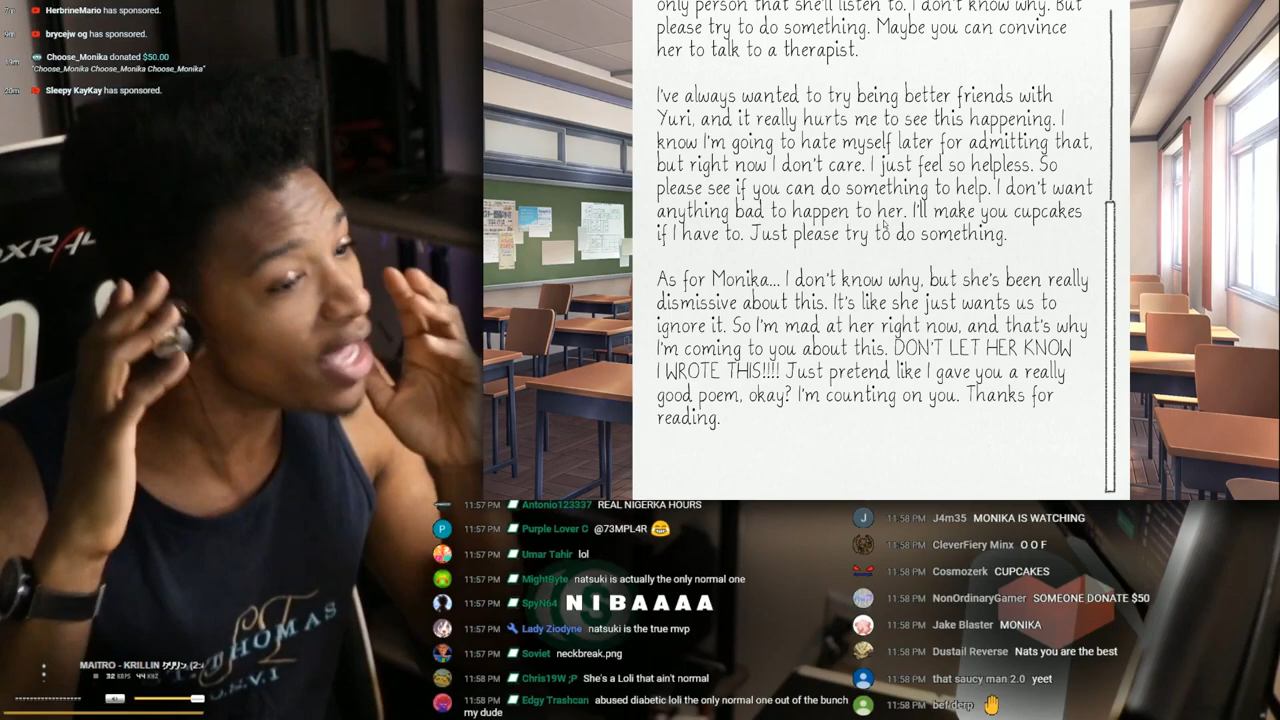 7m HerbrineMario has sponsored.
9m brycejw og has sponsored.
19m Choose_Monika donated $50.00
"Choose_Monika Choose_Monika Choose_Monika"
20m Sleepy KayKay has sponsored.
only person that she'll listen to. I don't know why. But
please try to do something. Maybe you can convince
her to talk to a therapist.
I've always wanted to try being better friends with
Yuri, and it really hurts me to see this happening. I
know I'm going to hate myself later for admitting that,
but right now I don't care. I just feel so helpless. So
please see if you can do something to help. I don't want
anything bad to happen to her. I'll make you cupcakes
if I have to. Just please try to do something.
As for Monika... I don't know why, but she's been really
dismissive about this. It's like she just wants us to
ignore it. So I'm mad at her right now, and that's why
I'm coming to you about this. DON'T LET HER KNOW
I WROTE THIS!!!! Just pretend like I gave you a really
good poem, okay? I'm counting on you. Thanks for
reading.
11:57 PM Antonio123337 REAL NIGERKA HOURS
11:57 PM Purple Lover C @73MPL4R 😂
11:57 PM Umar Tahir lol
11:57 PM MightByte natsuki is actually the only normal one
11:57 PM SpyN64 NIBAAAA
11:57 PM Lady Ziodyne natsuki is the true mvp
11:57 PM Soviet neckbreak.png
11:58 PM Chris19W ;P She's a Loli that ain't normal
11:58 PM Edgy Trashcan abused diabetic loli the only normal one out of the bunch
my dude
11:58 PM J4m35 MONIKA IS WATCHING
11:58 PM CleverFiery Minx O O F
11:58 PM Cosmozerk CUPCAKES
11:58 PM NonOrdinaryGamer SOMEONE DONATE $50
11:58 PM Jake Blaster MONIKA
11:58 PM Dustail Reverse Nats you are the best
11:58 PM that saucy man 2.0 yeet
11:58 PM bef/derp 🤚
MAITRO - KRILLIN クリリン (2:
32 KBPS 44 KHZ
THOMAS